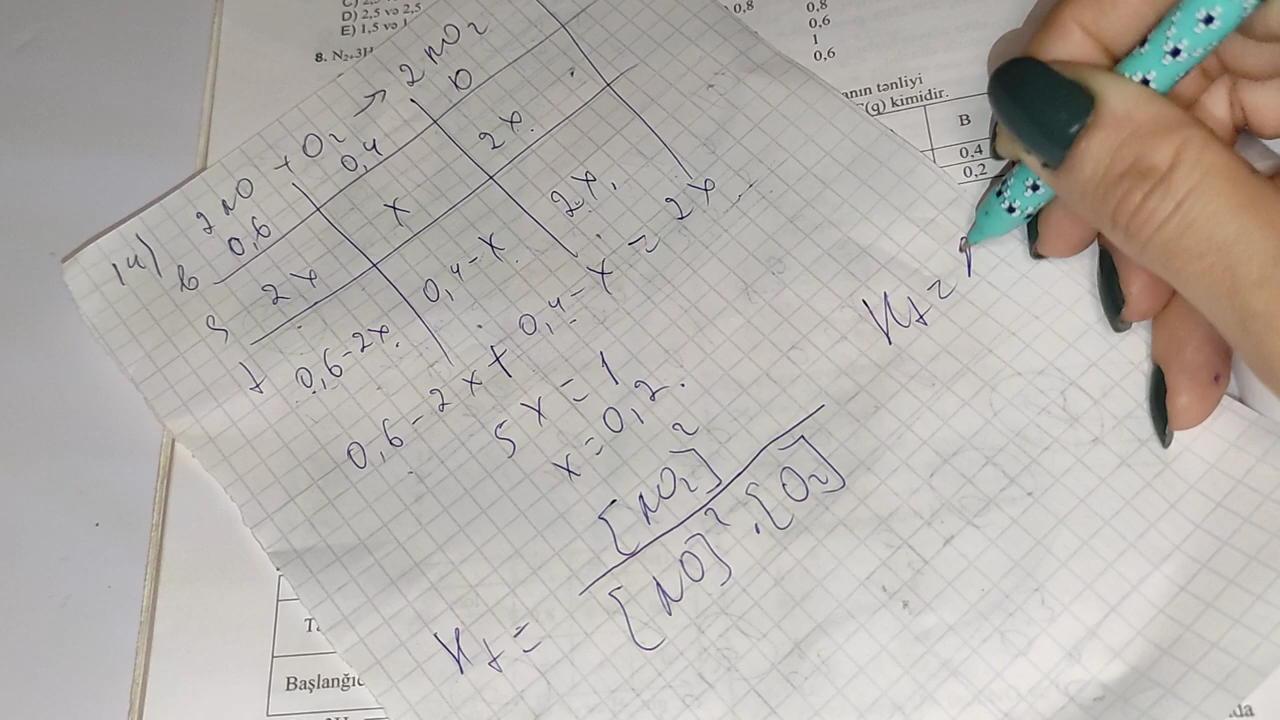 D) 2,5 və 2,5
E) 1,5 və 1
8. N₂+3H
0,8
0,8
0,6
1
0,6
anın tənliyi
(q) kimidir.
B
0,4
0,2
14) 2NO + O₂ → 2NO₂
0,6 0,4 0
2x x 2x.
0,6-2x. 0,4-x. 2x.
0,6-2x+0,4-x=2x
5x=1
x=0,2.
Kt= [NO₂]²
[NO]².[O₂]
Kt=
Başlanğıc